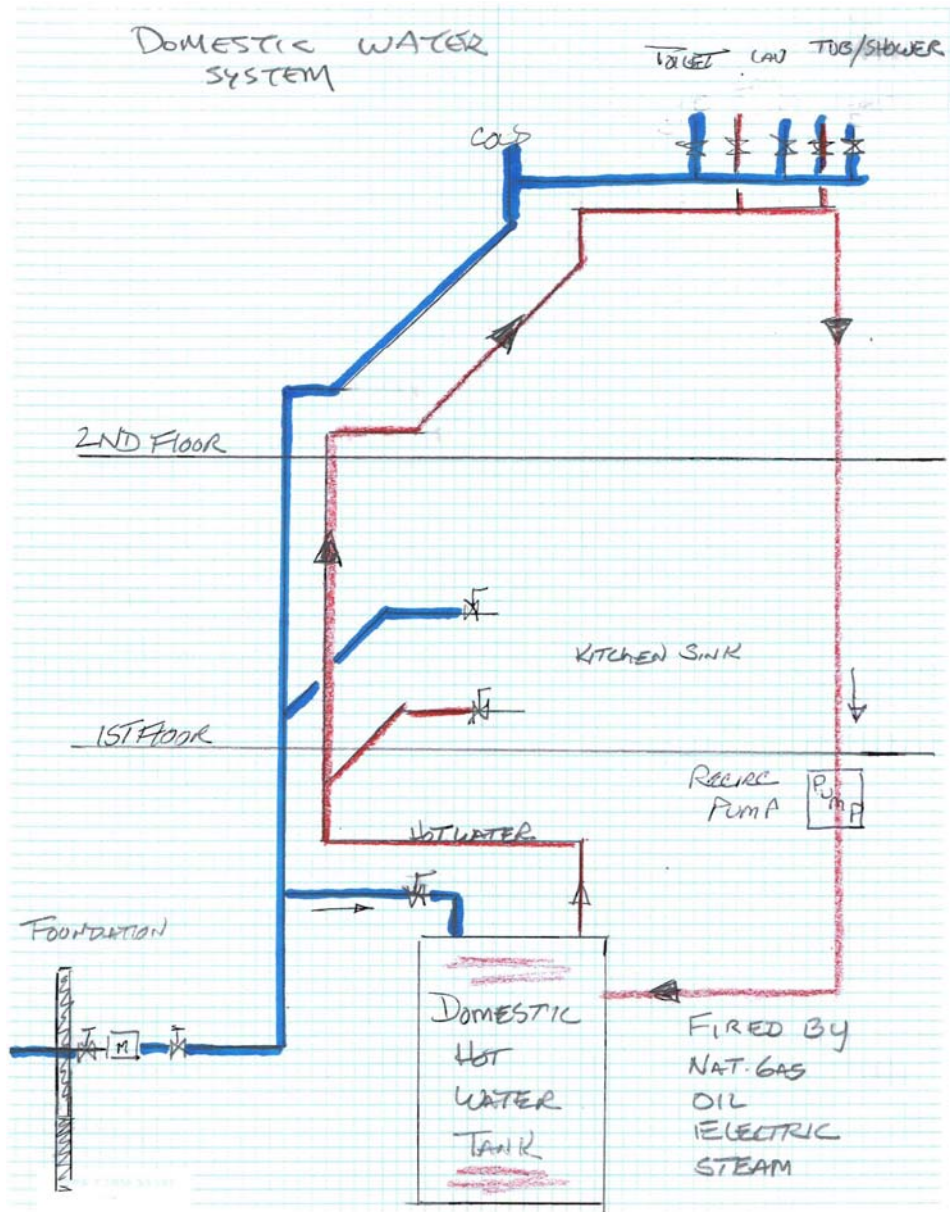 DOMESTIC WATER
SYSTEM
TOILET LAV TUB/SHOWER
COLD
2ND FLOOR
KITCHEN SINK
1ST FLOOR
RECIRC
PUMP
PUMP
HOT WATER
FOUNDATION
M
DOMESTIC
HOT
WATER
TANK
FIRED BY
NAT. GAS
OIL
ELECTRIC
STEAM